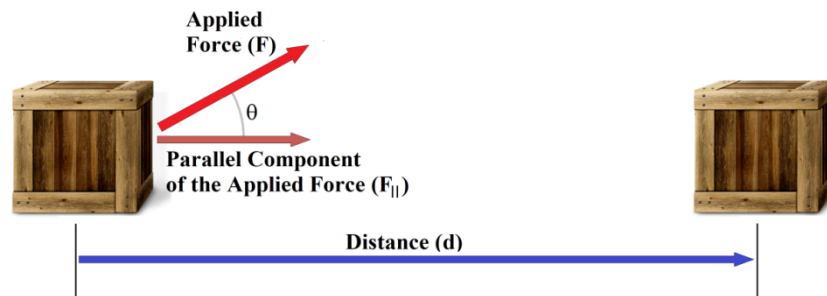 Applied
Force (F)
θ
Parallel Component
of the Applied Force (F||)
Distance (d)